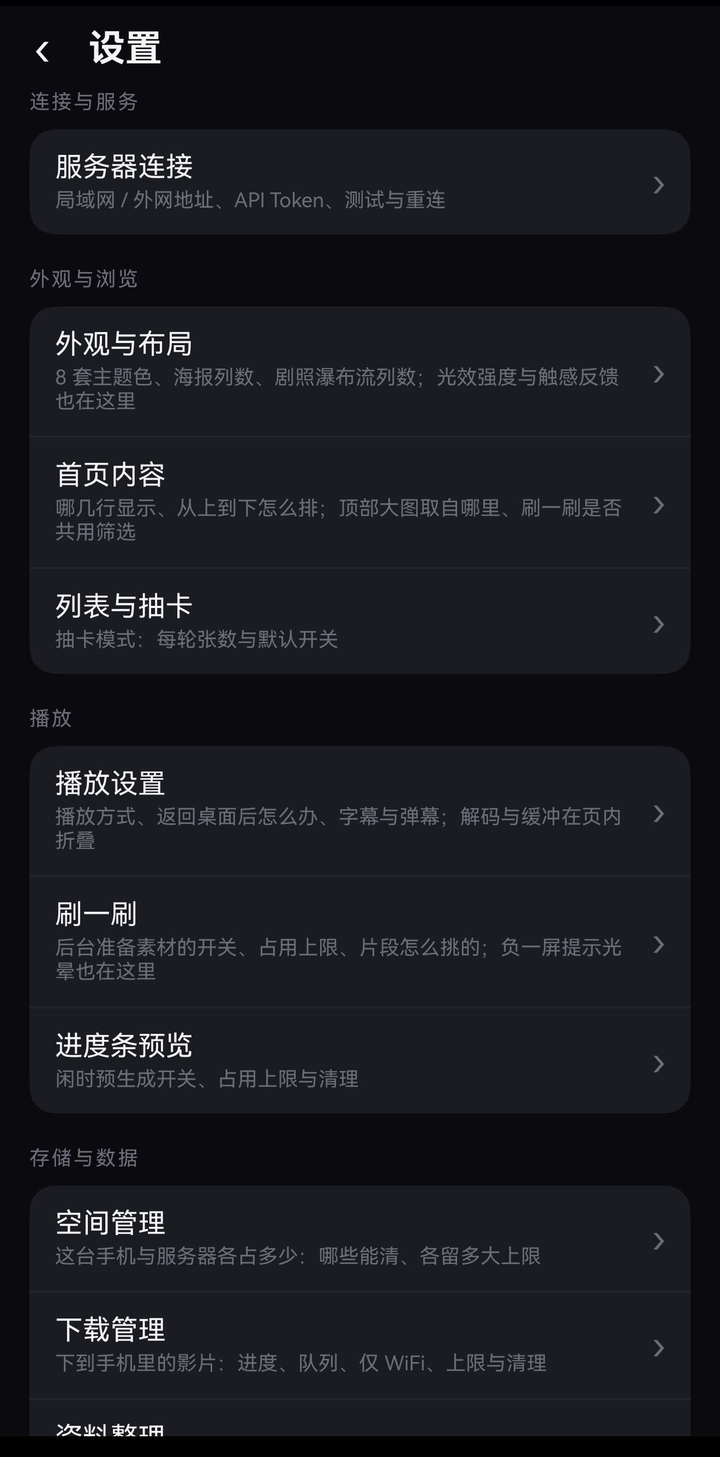 设置
连接与服务
服务器连接
局域网 / 外网地址、API Token、测试与重连
外观与浏览
外观与布局
8 套主题色、海报列数、剧照瀑布流列数；光效强度与触感反馈
也在这里
首页内容
哪几行显示、从上到下怎么排；顶部大图取自哪里、刷一刷是否
共用筛选
列表与抽卡
抽卡模式：每轮张数与默认开关
播放
播放设置
播放方式、返回桌面后怎么办、字幕与弹幕；解码与缓冲在页内
折叠
刷一刷
后台准备素材的开关、占用上限、片段怎么挑的；负一屏提示光
晕也在这里
进度条预览
闲时预生成开关、占用上限与清理
存储与数据
空间管理
这台手机与服务器各占多少：哪些能清、各留多大上限
下载管理
下到手机里的影片：进度、队列、仅 WiFi、上限与清理
资料整理